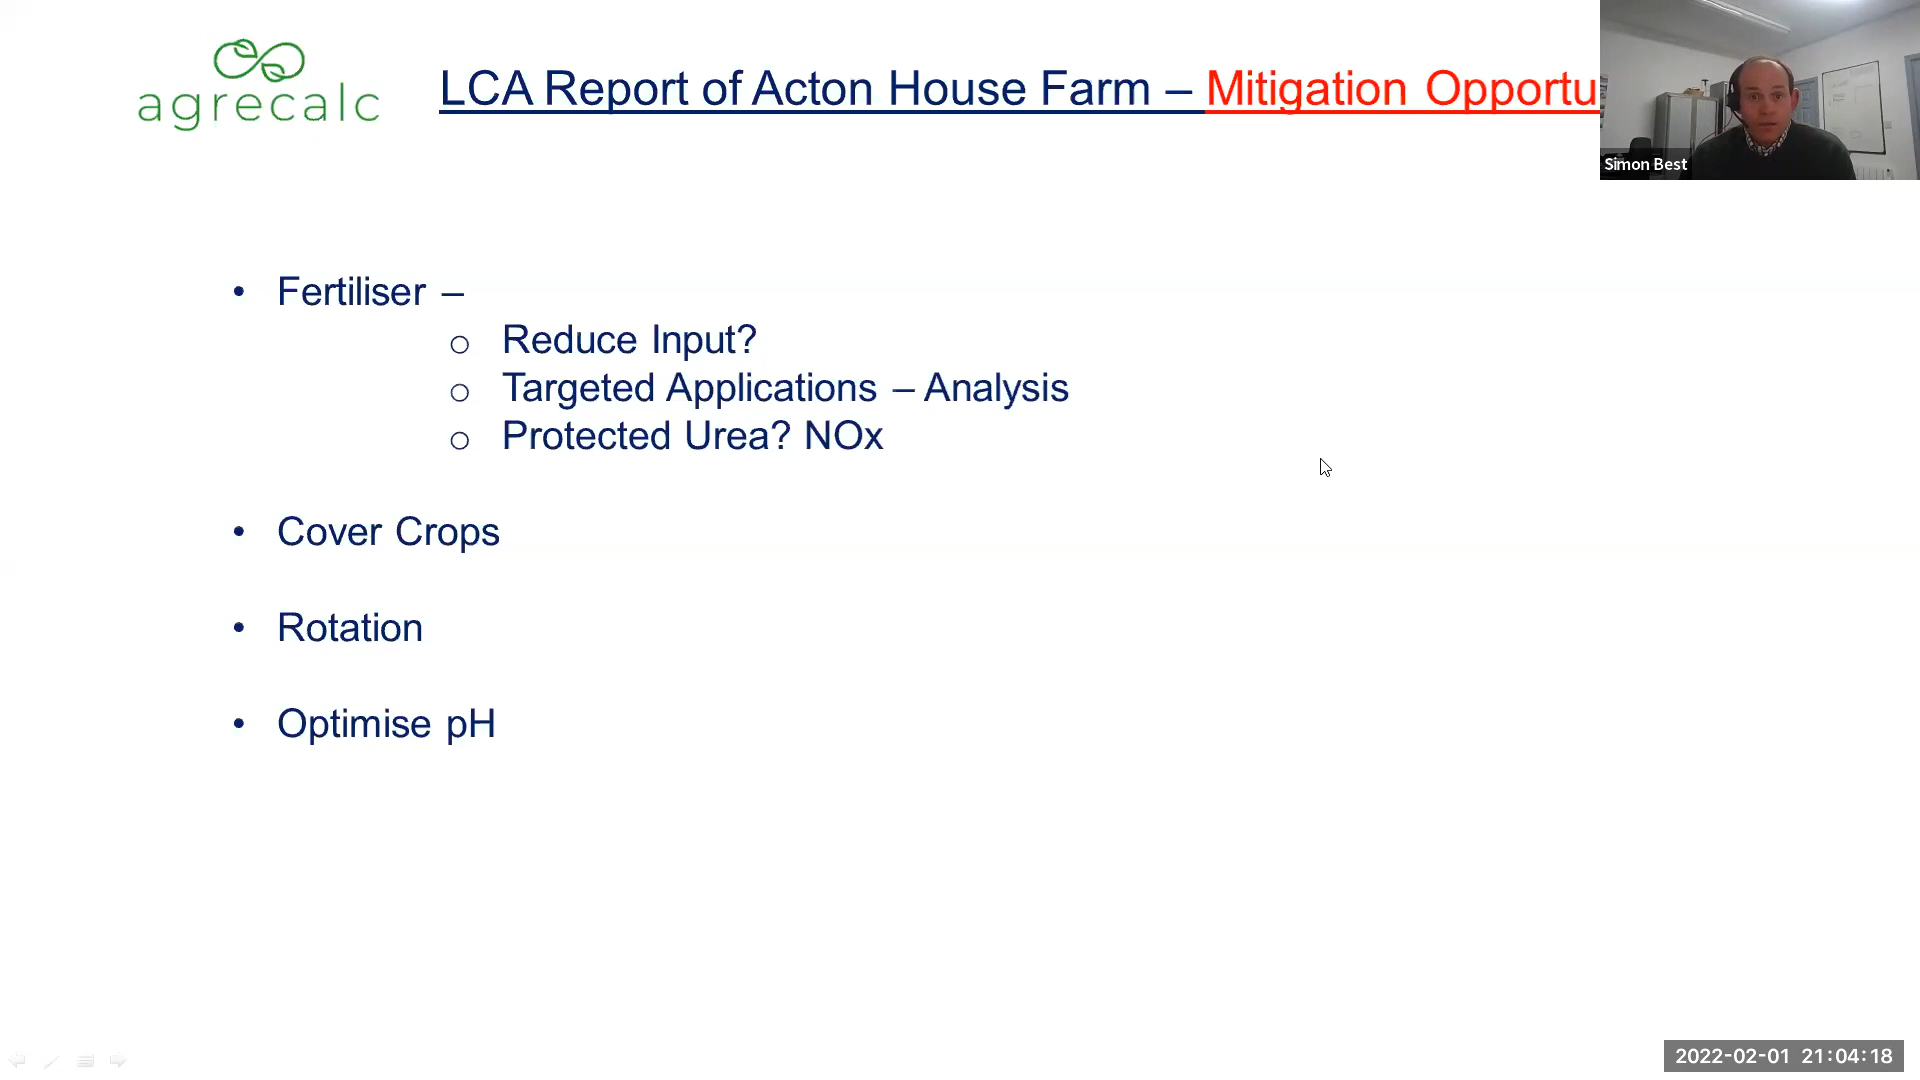 agrecalc
LCA Report of Acton House Farm – Mitigation Opportu
Simon Best
• Fertiliser –
o Reduce Input?
o Targeted Applications – Analysis
o Protected Urea? NOx
• Cover Crops
• Rotation
• Optimise pH
2022-02-01 21:04:18